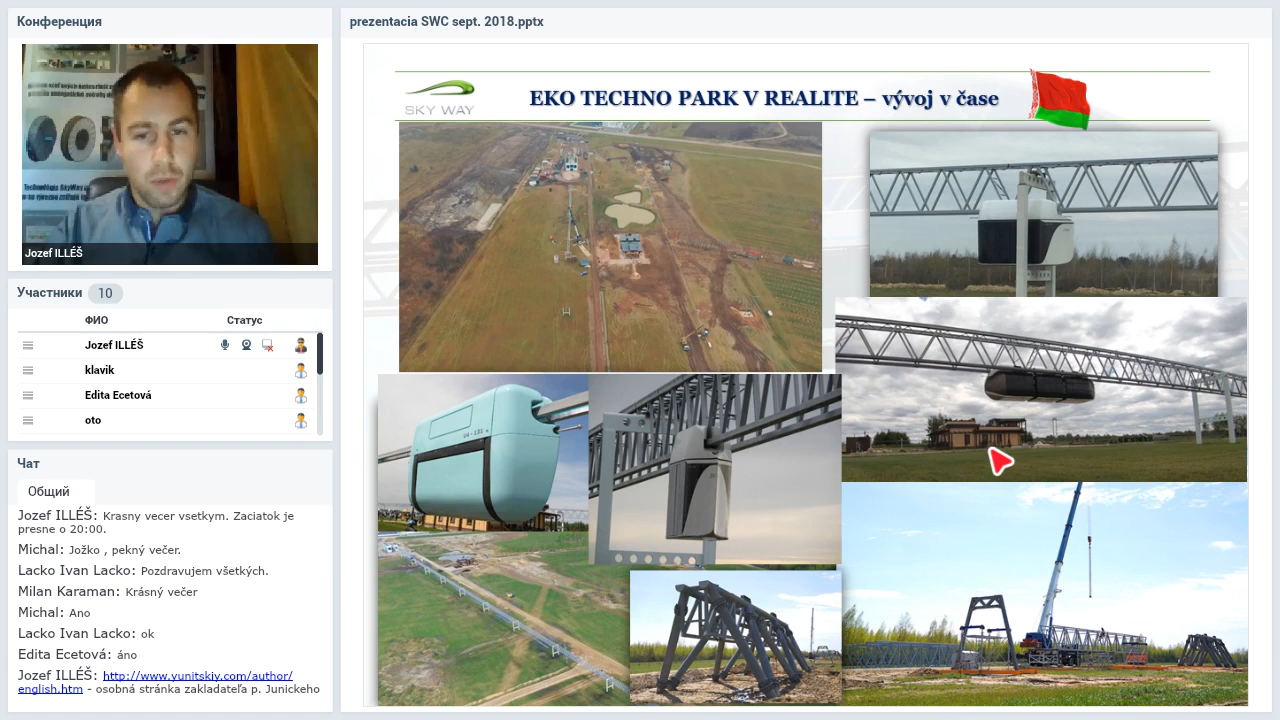 Конференция
Jozef ILLÉŠ
Участники 10
ФИО Статус
Jozef ILLÉŠ
klavik
Edita Ecetová
oto
Чат
Общий
Jozef ILLÉŠ: Krasny vecer vsetkym. Zaciatok je
presne o 20:00.
Michal: Jožko , pekný večer.
Lacko Ivan Lacko: Pozdravujem všetkých.
Milan Karaman: Krásný večer
Michal: Ano
Lacko Ivan Lacko: ok
Edita Ecetová: áno
Jozef ILLÉŠ: http://www.yunitskiy.com/author/
english.htm - osobná stránka zakladateľa p. Junickeho
prezentacia SWC sept. 2018.pptx
SKY WAY
EKO TECHNO PARK V REALITE – vývoj v čase